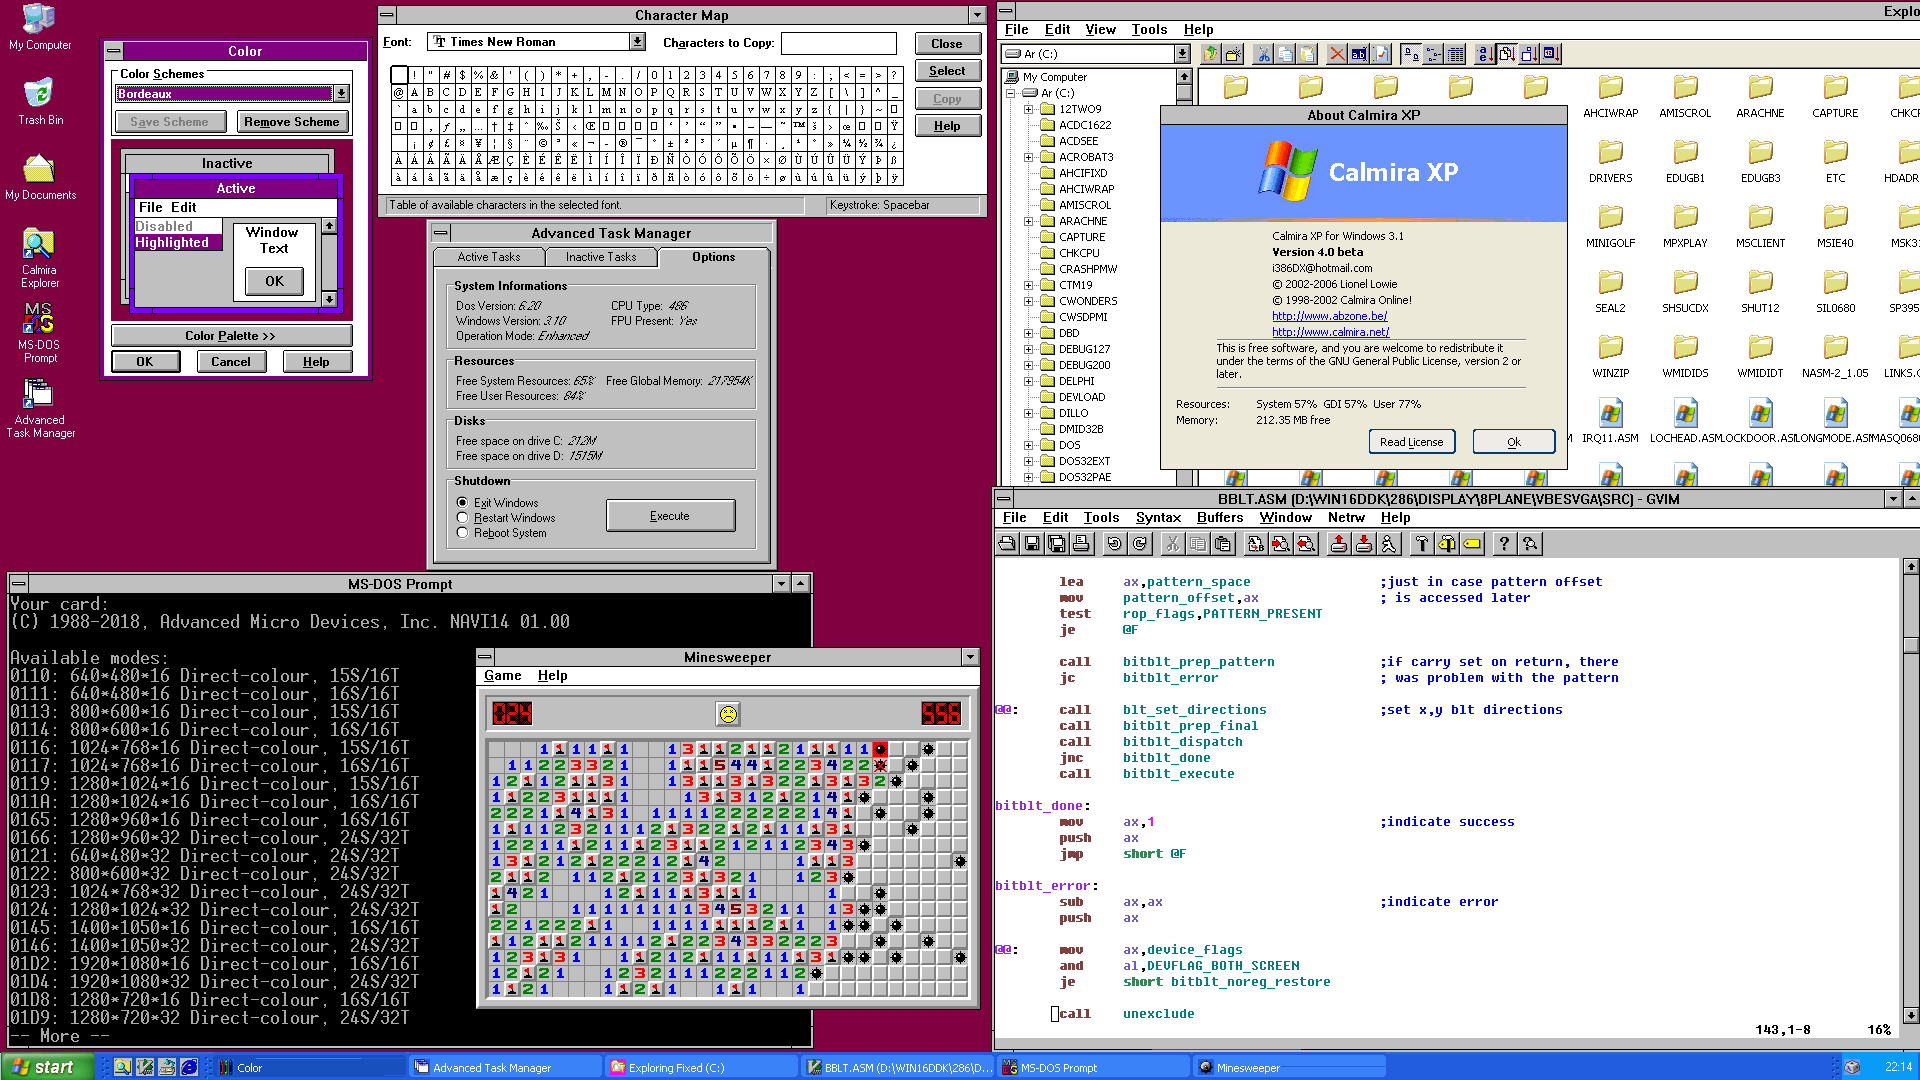 My Computer
Trash Bin
My Documents
Calmira
Explorer
MS-DOS
Prompt
Advanced
Task Manager
Color
Color Schemes
Bordeaux
Save Scheme
Remove Scheme
Inactive
Active
File Edit
Disabled
Highlighted
Window
Text
OK
Color Palette >>
OK
Cancel
Help
Character Map
Font:
Times New Roman
Characters to Copy:
Close
Select
Copy
Help
! " # $ % & ' ( ) * + , - . / 0 1 2 3 4 5 6 7 8 9 : ; < = > ?
@ A B C D E F G H I J K L M N O P Q R S T U V W X Y Z [ \ ] ^ _
` a b c d e f g h i j k l m n o p q r s t u v w x y z { | } ~
Table of available characters in the selected font.
Keystroke: Spacebar
Advanced Task Manager
Active Tasks
Inactive Tasks
Options
System Informations
Dos Version: 6.20
CPU Type: 486
Windows Version: 3.10
FPU Present: Yes
Operation Mode: Enhanced
Resources
Free System Resources: 65%
Free Global Memory: 217954K
Free User Resources: 84%
Disks
Free space on drive C: 212M
Free space on drive D: 1515M
Shutdown
Exit Windows
Restart Windows
Reboot System
Execute
MS-DOS Prompt
Your card:
(C) 1988-2018, Advanced Micro Devices, Inc. NAVI14 01.00
Available modes:
0110: 640*480*16 Direct-colour, 15S/16T
0111: 640*480*16 Direct-colour, 16S/16T
0113: 800*600*16 Direct-colour, 15S/16T
0114: 800*600*16 Direct-colour, 16S/16T
0116: 1024*768*16 Direct-colour, 15S/16T
0117: 1024*768*16 Direct-colour, 16S/16T
0119: 1280*1024*16 Direct-colour, 15S/16T
011A: 1280*1024*16 Direct-colour, 16S/16T
0165: 1280*960*16 Direct-colour, 16S/16T
0166: 1280*960*32 Direct-colour, 24S/32T
0121: 640*480*32 Direct-colour, 24S/32T
0122: 800*600*32 Direct-colour, 24S/32T
0123: 1024*768*32 Direct-colour, 24S/32T
0124: 1280*1024*32 Direct-colour, 24S/32T
0145: 1400*1050*16 Direct-colour, 16S/16T
0146: 1400*1050*32 Direct-colour, 24S/32T
01D2: 1920*1080*16 Direct-colour, 16S/16T
01D4: 1920*1080*32 Direct-colour, 24S/32T
01D8: 1280*720*16 Direct-colour, 16S/16T
01D9: 1280*720*32 Direct-colour, 24S/32T
-- More --
Minesweeper
Game Help
024
566
Explo
File Edit View Tools Help
Ar (C:)
My Computer
Ar (C:)
12TWO9
ACDC1622
ACDSEE
ACROBAT3
AHCIFIXD
AHCIWRAP
AMISCROL
ARACHNE
CAPTURE
CHKCPU
CRASHPMW
CTM19
CWONDERS
CWSDPMI
DBD
DEBUG127
DEBUG200
DELPHI
DEVLOAD
DILLO
DMID32B
DOS
DOS32EXT
DOS32PAE
AHCIWRAP AMISCROL ARACHNE CAPTURE CHKC
DRIVERS EDUGB1 EDUGB3 ETC HDADR
MINIGOLF MPXPLAY MSCLIENT MSIE40 MSK3
SEAL2 SHSUCDX SHUT12 SIL0680 SP395
WINZIP WMIDIDS WMIDIDT NASM-2_1.05 LINKS.
IRQ11.ASM LOCHEAD.ASM LOCKDOOR.ASM LONGMODE.ASM MASQ068
About Calmira XP
Calmira XP
Calmira XP for Windows 3.1
Version 4.0 beta
i386DX@hotmail.com
© 2002-2006 Lionel Lowie
© 1998-2002 Calmira Online!
http://www.abzone.be/
http://www.calmira.net/
This is free software, and you are welcome to redistribute it
under the terms of the GNU General Public License, version 2 or
later.
Resources: System 57% GDI 57% User 77%
Memory: 212.35 MB free
Read License
Ok
BBLT.ASM (D:\WIN16DDK\286\DISPLAY\8PLANE\VBESVGA\SRC) - GVIM
File Edit Tools Syntax Buffers Window Netrw Help
lea ax,pattern_space ;just in case pattern offset
mov pattern_offset,ax ; is accessed later
test rop_flags,PATTERN_PRESENT
je @F
call bitblt_prep_pattern ;if carry set on return, there
jc bitblt_error ; was problem with the pattern
@@: call blt_set_directions ;set x,y blt directions
call bitblt_prep_final
call bitblt_dispatch
jnc bitblt_done
call bitblt_execute
bitblt_done:
mov ax,1 ;indicate success
push ax
jmp short @F
bitblt_error:
sub ax,ax ;indicate error
push ax
@@: mov ax,device_flags
and al,DEVFLAG_BOTH_SCREEN
je short bitblt_noreg_restore
call unexclude
143,1-8 16%
start
Color
Advanced Task Manager
Exploring Fixed (C:)
BBLT.ASM (D:\WIN16DDK\286\D...
MS-DOS Prompt
Minesweeper
22:14